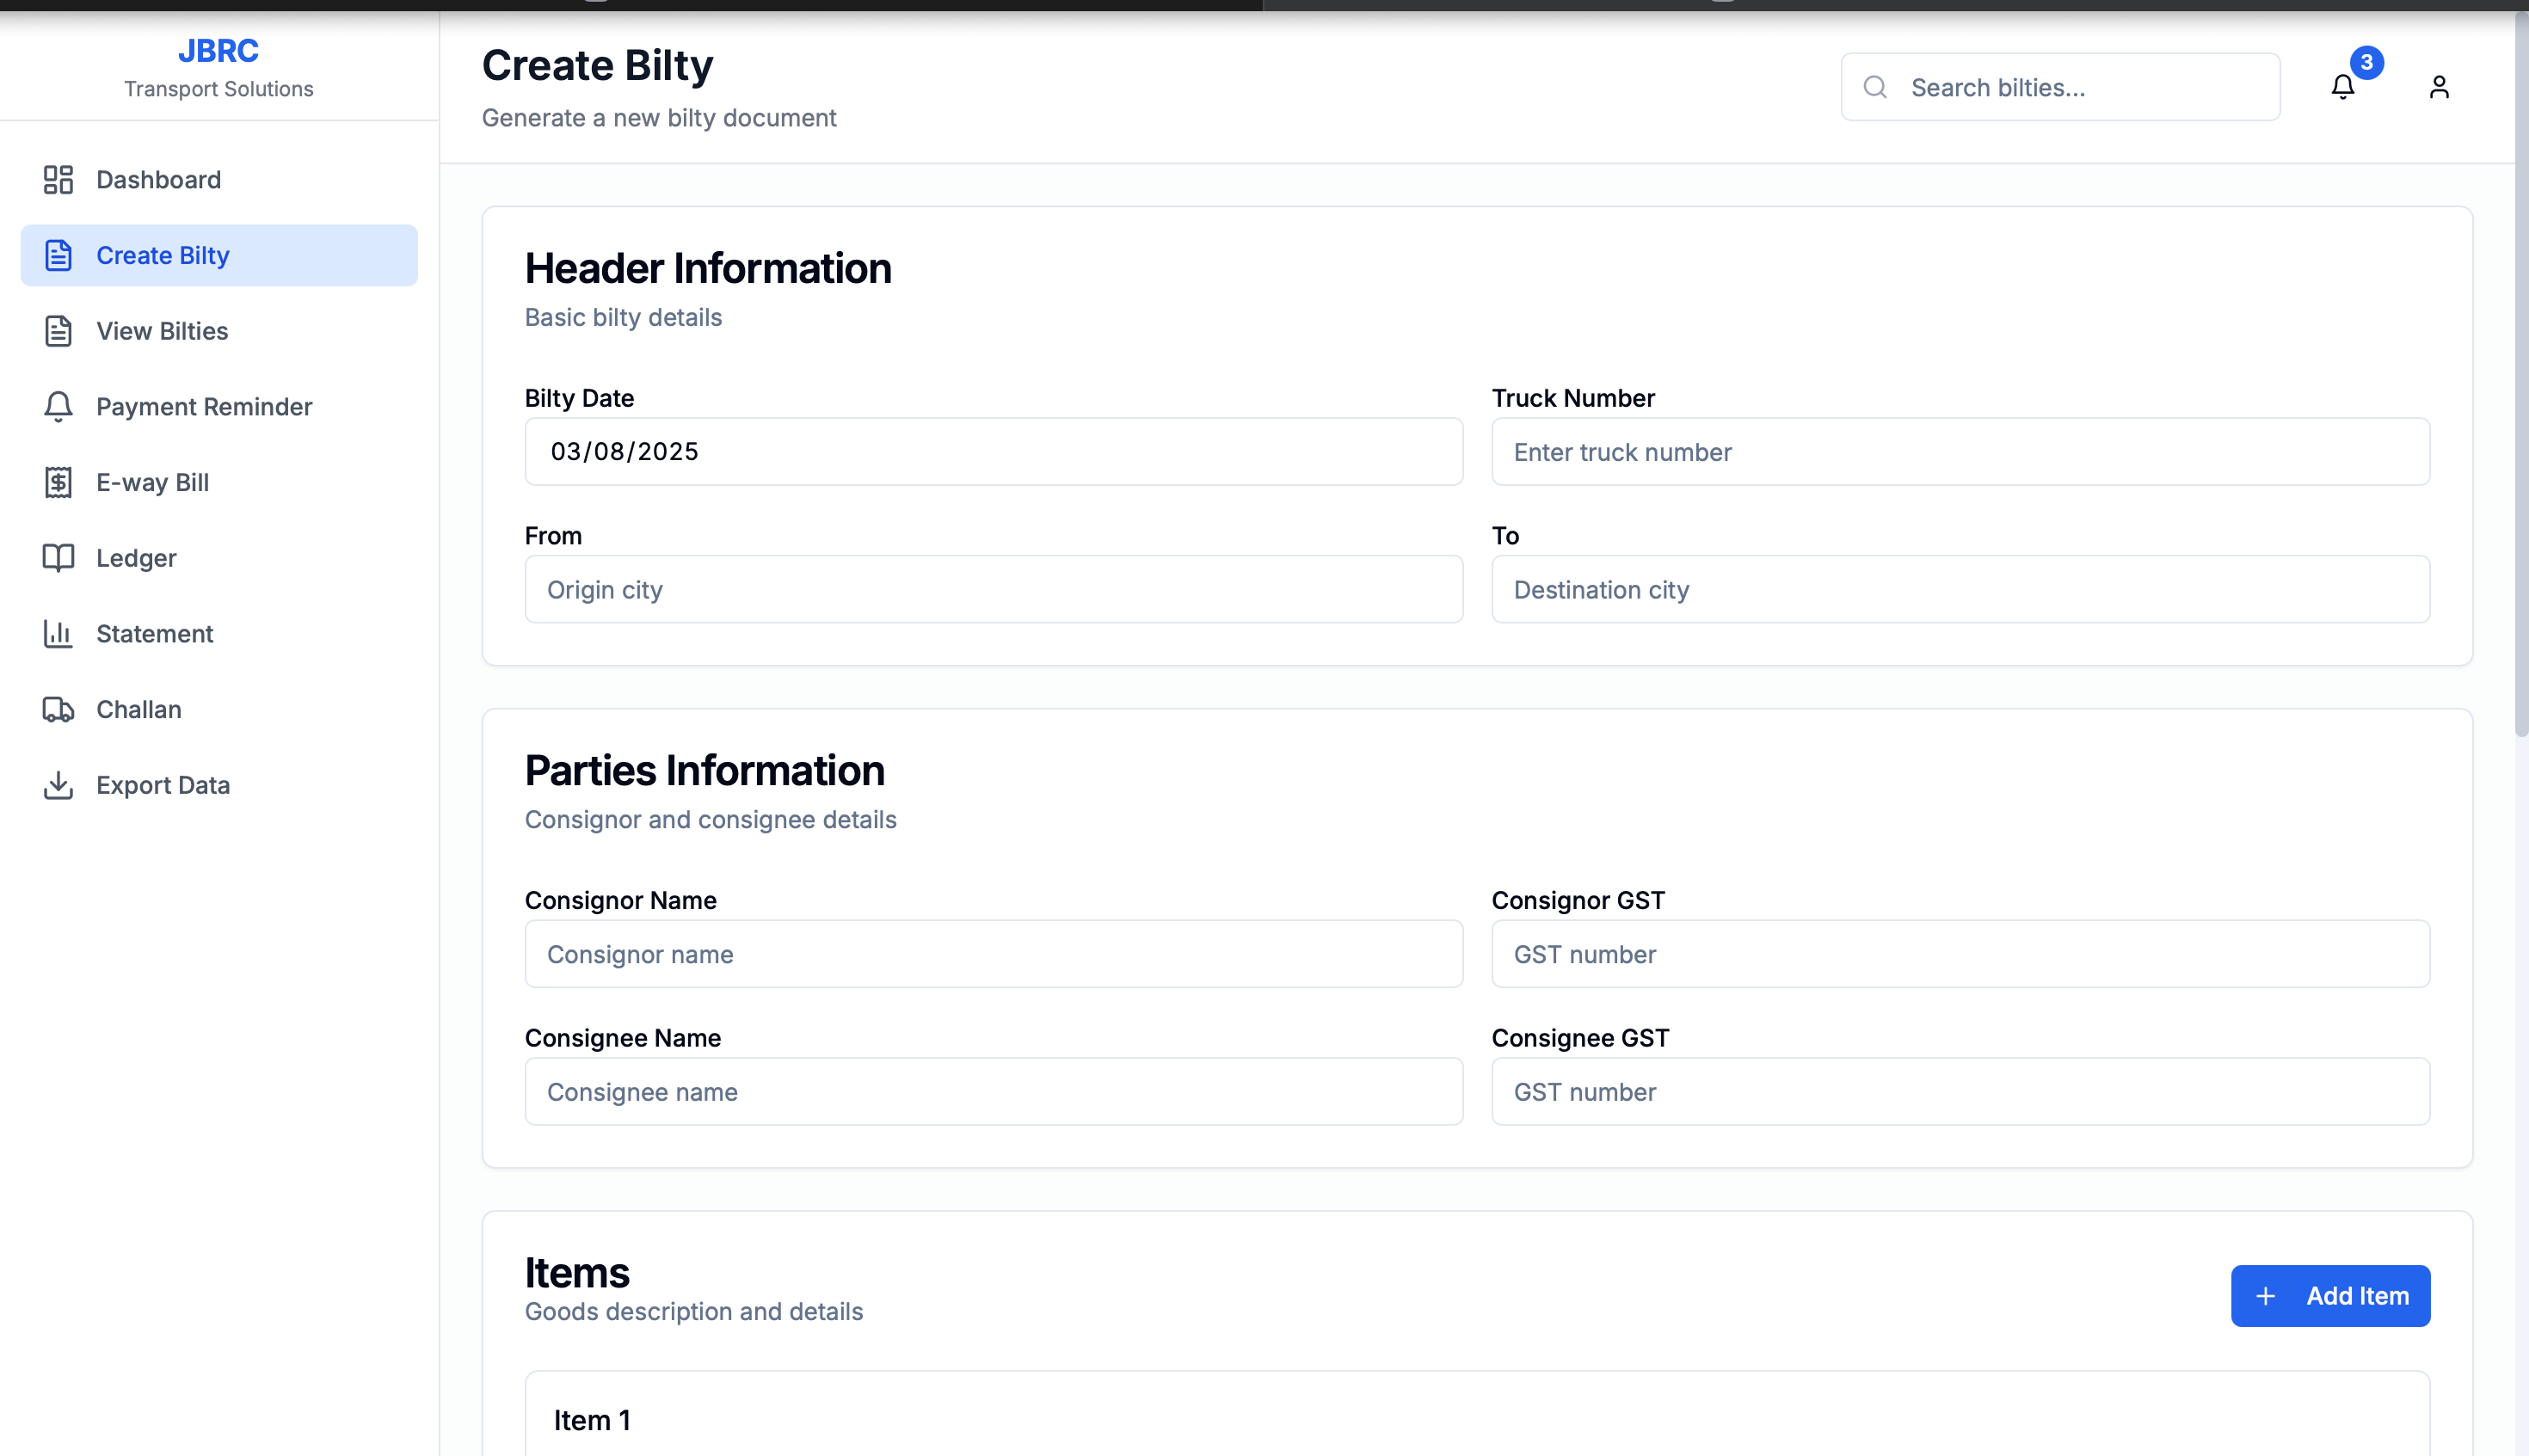 JBRC
Transport Solutions
Dashboard
Create Bilty
View Bilties
Payment Reminder
E-way Bill
Ledger
Statement
Challan
Export Data
Create Bilty
Generate a new bilty document
Search bilties...
3
Header Information
Basic bilty details
Bilty Date
Truck Number
03/08/2025
Enter truck number
From
To
Origin city
Destination city
Parties Information
Consignor and consignee details
Consignor Name
Consignor GST
Consignor name
GST number
Consignee Name
Consignee GST
Consignee name
GST number
Items
Goods description and details
Add Item
Item 1